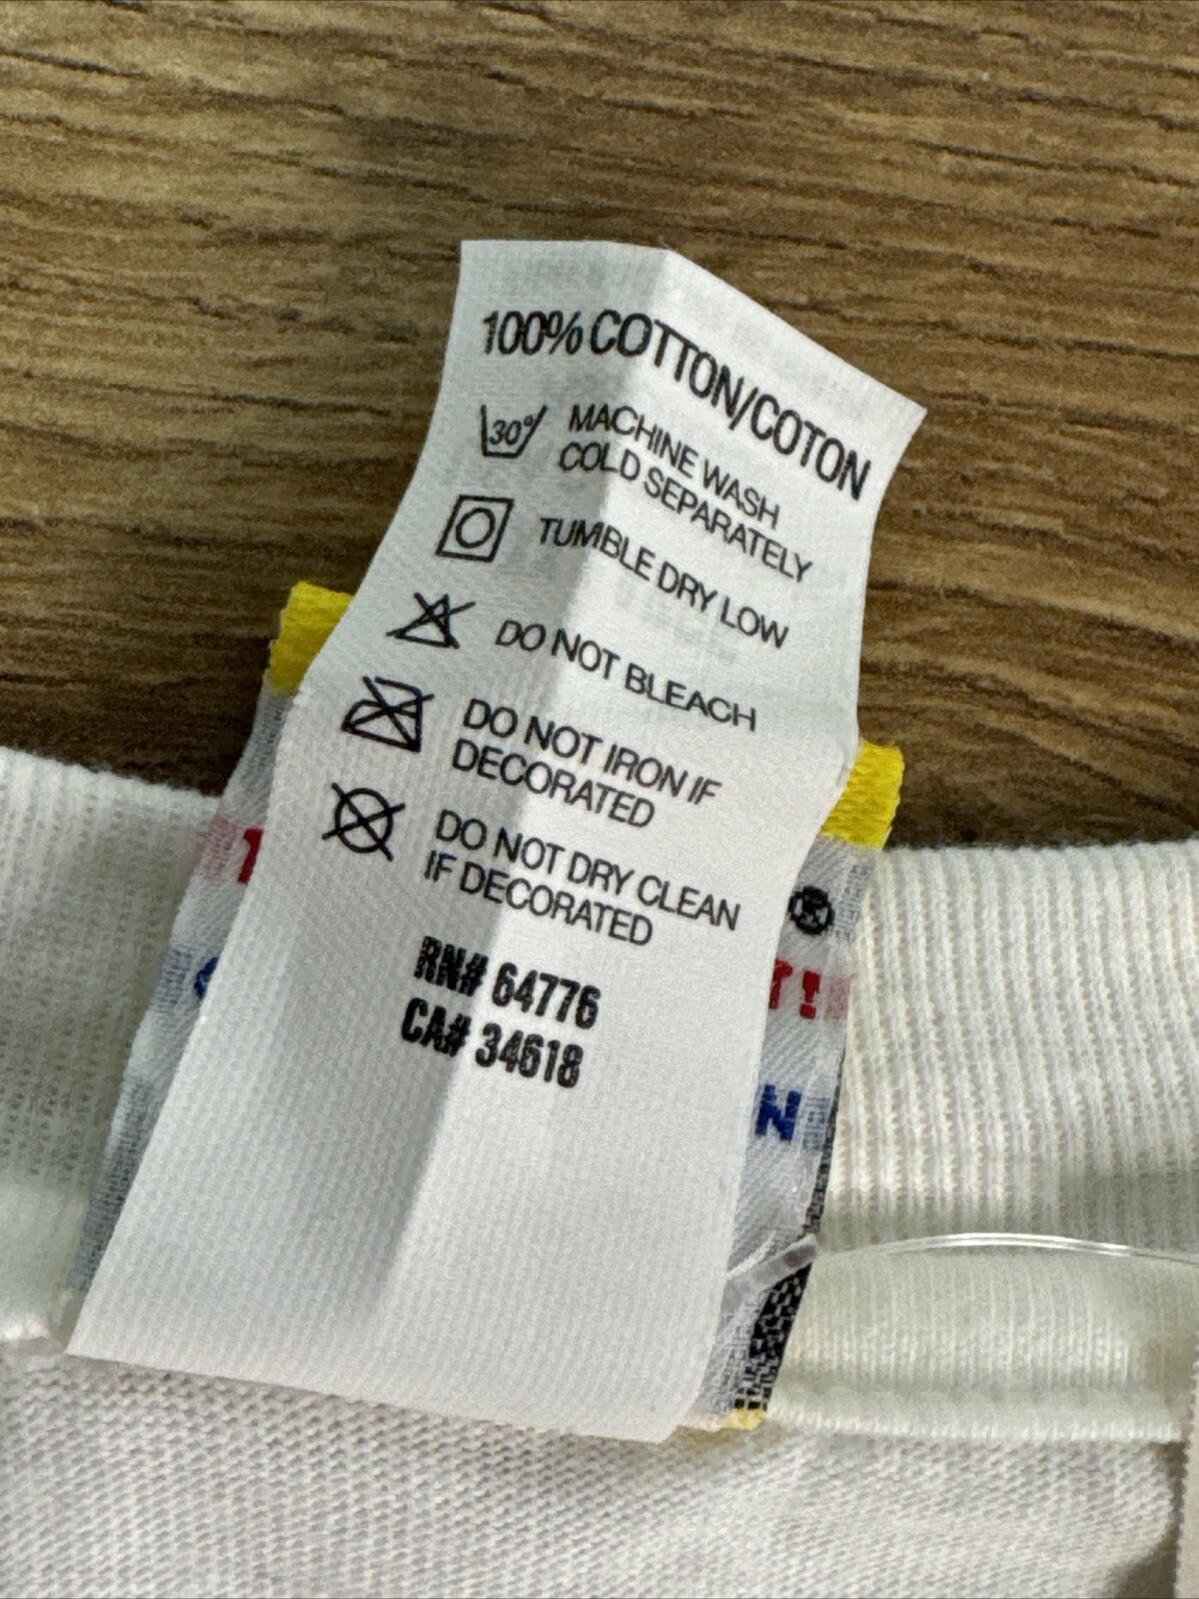 100% COTTON/COTON
30°
MACHINE WASH
COLD SEPARATELY
TUMBLE DRY LOW
DO NOT BLEACH
DO NOT IRON IF
DECORATED
DO NOT DRY CLEAN
IF DECORATED
RN# 64776
CA# 34618
®
T!
N